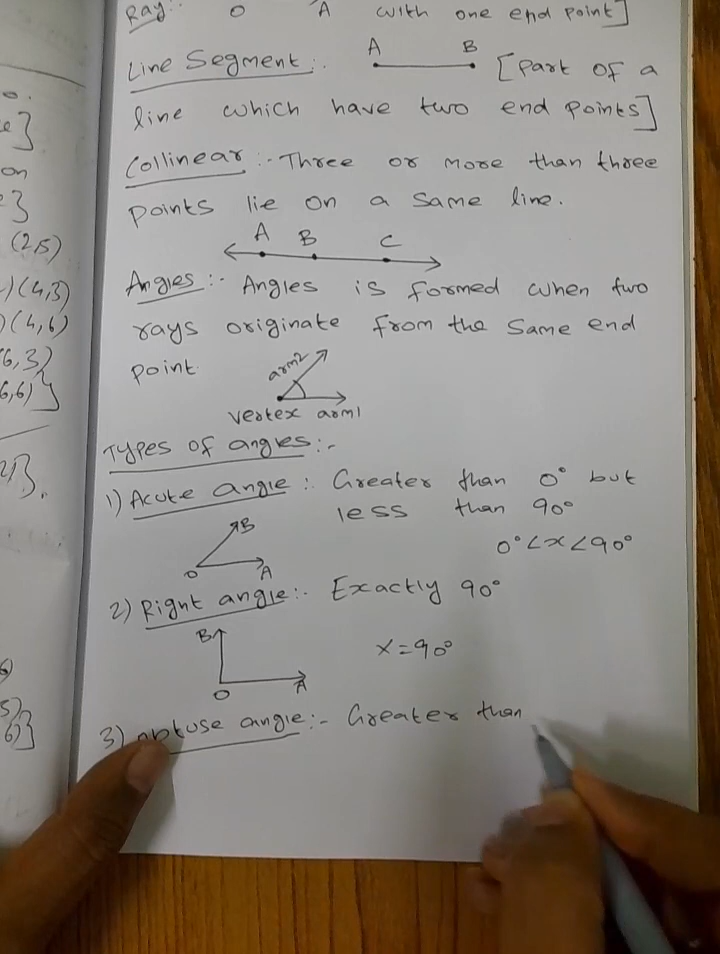 Ray:- O A with one end point]
Line Segment:- A B [Part of a
line which have two end points]
Collinear:- Three or more than three
points lie on a same line.
A B C
Angles:- Angles is formed when two
rays originate from the same end
point.
arm2
vertex arm1
Types of angles:-
1) Acute angle: Greater than 0° but
less than 90°
B
O A
0°<x<90°
2) Right angle:- Exactly 90°
B
x=90°
O A
3) obtuse angle:- Greater than
(2,5)
(4,3)
(4,6)
6,3)
6,6)}